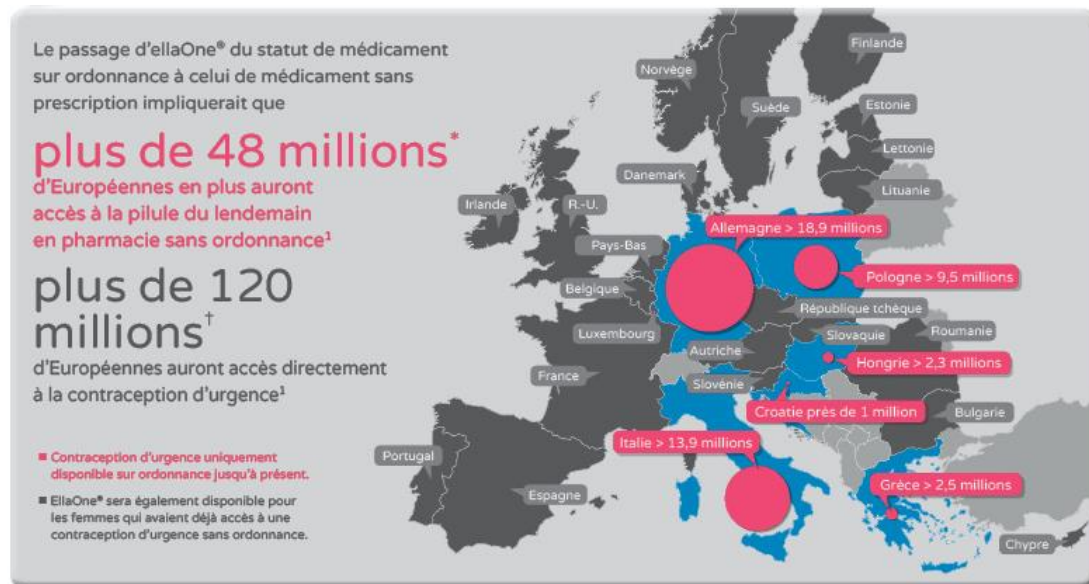 Le passage d'ellaOne® du statut de médicament
sur ordonnance à celui de médicament sans
prescription impliquerait que
plus de 48 millions*
d'Européennes en plus auront
accès à la pilule du lendemain
en pharmacie sans ordonnance¹
plus de 120
millions†
d'Européennes auront accès directement
à la contraception d'urgence¹
■ Contraception d'urgence uniquement
disponible sur ordonnance jusqu'à présent.
■ EllaOne® sera également disponible pour
les femmes qui avaient déjà accès à une
contraception d'urgence sans ordonnance.
Finlande
Norvège
Suède
Estonie
Lettonie
Danemark
Lituanie
Irlande
R.-U.
Allemagne > 18,9 millions
Pays-Bas
Pologne > 9,5 millions
Belgique
République tchèque
Luxembourg
Slovaquie
Roumanie
Autriche
Hongrie > 2,3 millions
France
Slovénie
Croatie près de 1 million
Bulgarie
Italie > 13,9 millions
Portugal
Grèce > 2,5 millions
Espagne
Chypre